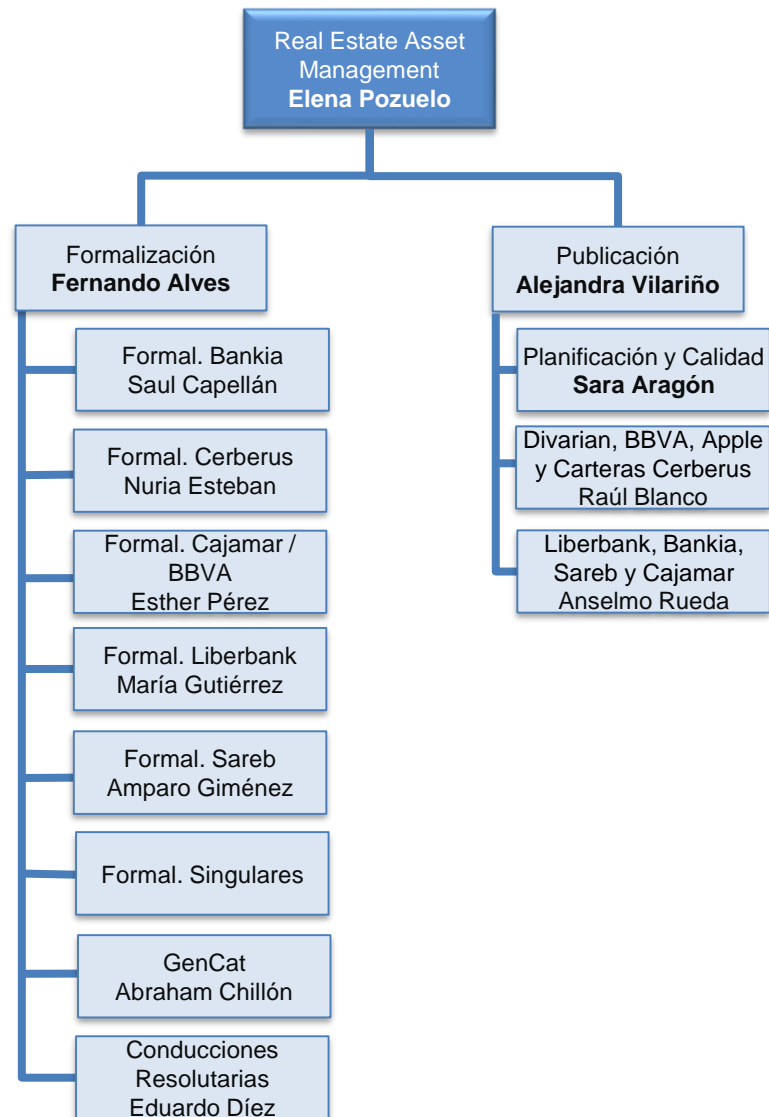 Real Estate Asset
Management
Elena Pozuelo
Formalización
Fernando Alves
Formal. Bankia
Saul Capellán
Formal. Cerberus
Nuria Esteban
Formal. Cajamar /
BBVA
Esther Pérez
Formal. Liberbank
María Gutiérrez
Formal. Sareb
Amparo Giménez
Formal. Singulares
GenCat
Abraham Chillón
Conducciones
Resolutarias
Eduardo Díez
Publicación
Alejandra Vilariño
Planificación y Calidad
Sara Aragón
Divarian, BBVA, Apple
y Carteras Cerberus
Raúl Blanco
Liberbank, Bankia,
Sareb y Cajamar
Anselmo Rueda